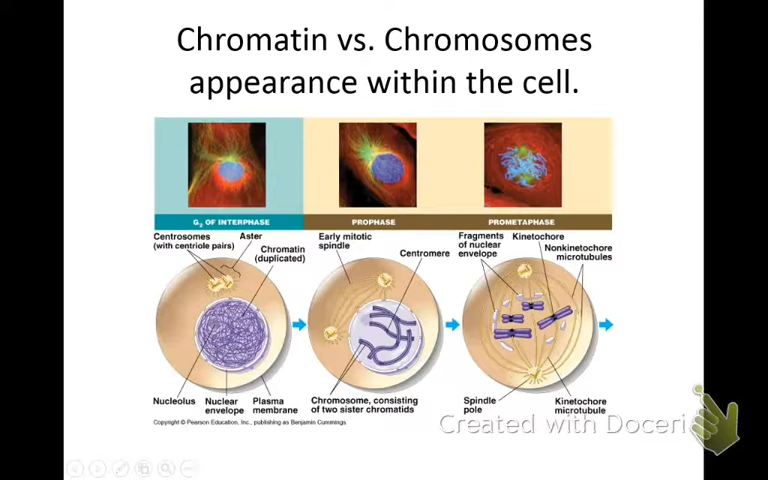 Chromatin vs. Chromosomes
appearance within the cell.
G2 OF INTERPHASE
PROPHASE
PROMETAPHASE
Centrosomes
(with centriole pairs)
Aster
Chromatin
(duplicated)
Early mitotic
spindle
Centromere
Fragments
of nuclear
envelope
Kinetochore
Nonkinetochore
microtubules
Nucleolus
Nuclear
envelope
Plasma
membrane
Chromosome, consisting
of two sister chromatids
Spindle
pole
Kinetochore
microtubule
Copyright © Pearson Education, Inc., publishing as Benjamin Cummings.
Created with Doceri